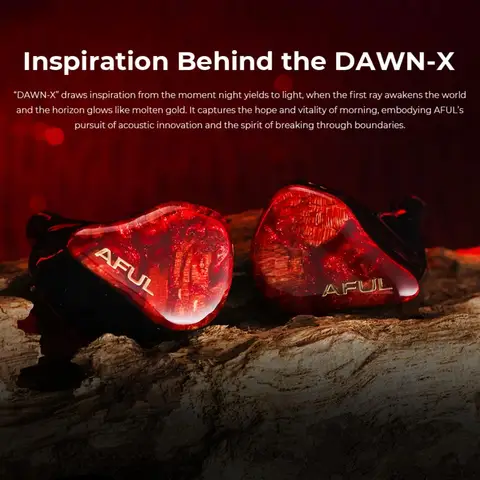 Inspiration Behind the DAWN-X
"DAWN-X" draws inspiration from the moment night yields to light, when the first ray awakens the world
and the horizon glows like molten gold. It captures the hope and vitality of morning, embodying AFUL's
pursuit of acoustic innovation and the spirit of breaking through boundaries.
AFUL
AFUL